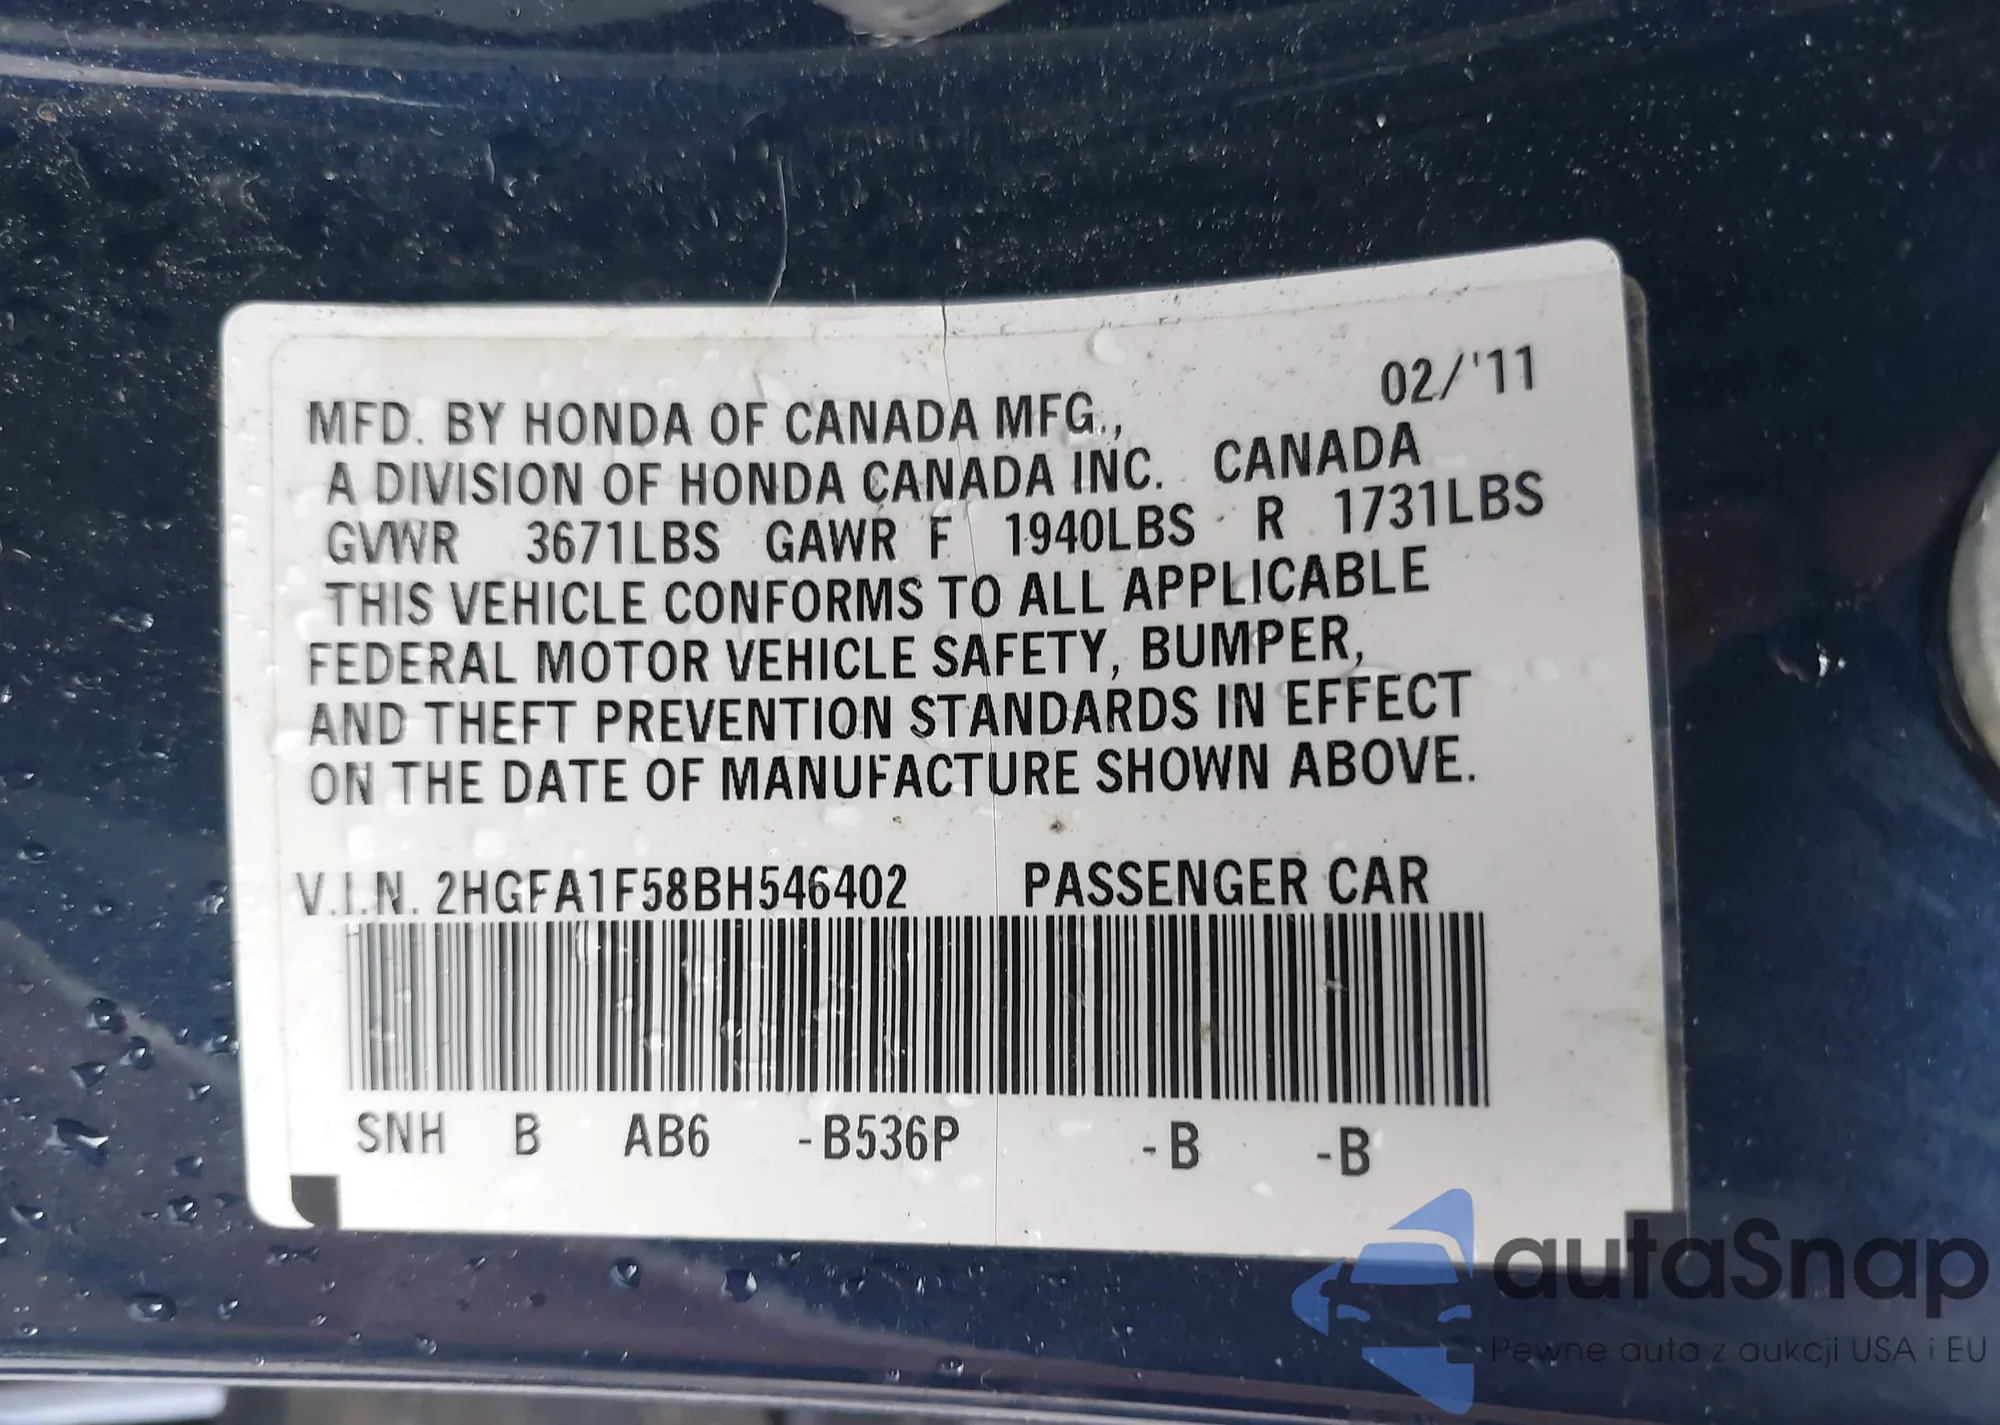 02/'11
MFD. BY HONDA OF CANADA MFG.,
A DIVISION OF HONDA CANADA INC. CANADA
GVWR 3671LBS GAWR F 1940LBS R 1731LBS
THIS VEHICLE CONFORMS TO ALL APPLICABLE
FEDERAL MOTOR VEHICLE SAFETY, BUMPER,
AND THEFT PREVENTION STANDARDS IN EFFECT
ON THE DATE OF MANUFACTURE SHOWN ABOVE.
V.I.N. 2HGFA1F58BH546402 PASSENGER CAR
SNH B AB6 -B536P -B -B
autaSnap
Pewne auta z aukcji USA i EU